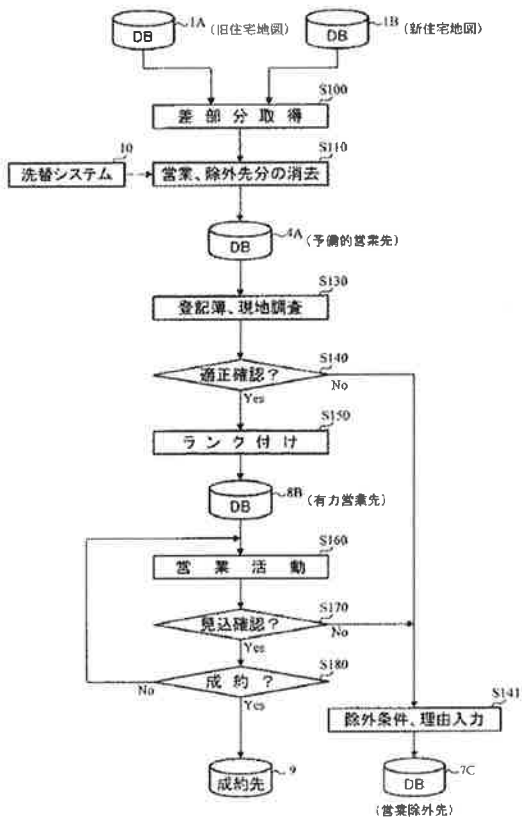 1A (旧住宅地図)
DB
1B (新住宅地図)
DB
S100
差部分取得
10
洗替システム
S110
営業、除外先分の消去
4A (予備的営業先)
DB
S130
登記簿、現地調査
S140
適正確認?
No
Yes
S150
ランク付け
8B (有力営業先)
DB
S160
営業活動
S170
見込確認?
No
Yes
S180
成約?
No
Yes
9
成約先
S141
除外条件、理由入力
7C
DB
(営業除外先)